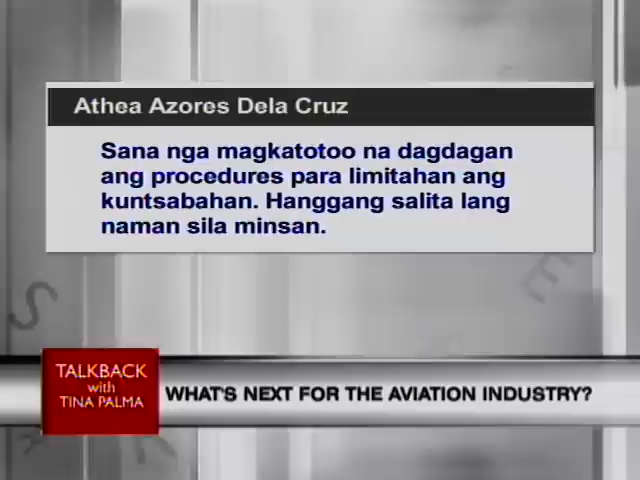 Athea Azores Dela Cruz
Sana nga magkatotoo na dagdagan
ang procedures para limitahan ang
kuntsabahan. Hanggang salita lang
naman sila minsan.
TALKBACK
with
TINA PALMA
WHAT'S NEXT FOR THE AVIATION INDUSTRY?